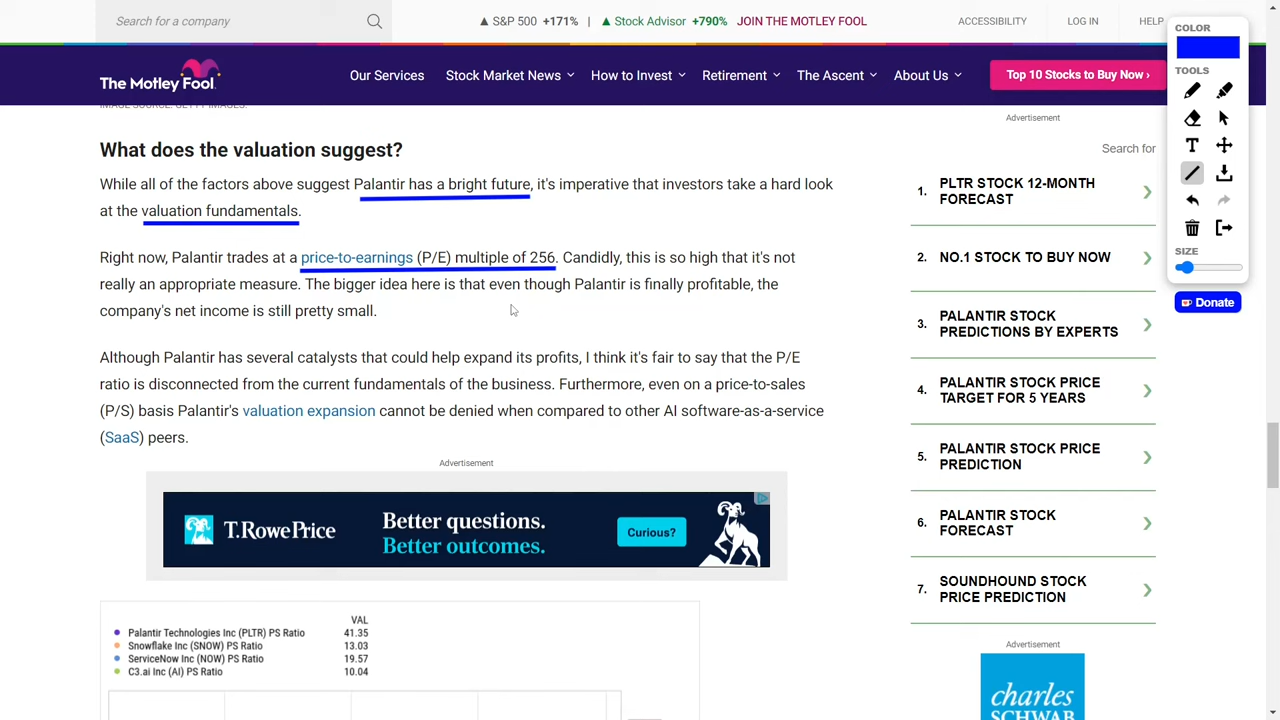 Search for a company
▲ S&P 500 +171% | ▲ Stock Advisor +790% JOIN THE MOTLEY FOOL
ACCESSIBILITY LOG IN HELP
The Motley Fool
Our Services Stock Market News How to Invest Retirement The Ascent About Us
Top 10 Stocks to Buy Now ›
COLOR
TOOLS
T
SIZE
Donate
IMAGE SOURCE: GETTY IMAGES.
What does the valuation suggest?
While all of the factors above suggest Palantir has a bright future, it's imperative that investors take a hard look
at the valuation fundamentals.
Right now, Palantir trades at a price-to-earnings (P/E) multiple of 256. Candidly, this is so high that it's not
really an appropriate measure. The bigger idea here is that even though Palantir is finally profitable, the
company's net income is still pretty small.
Although Palantir has several catalysts that could help expand its profits, I think it's fair to say that the P/E
ratio is disconnected from the current fundamentals of the business. Furthermore, even on a price-to-sales
(P/S) basis Palantir's valuation expansion cannot be denied when compared to other AI software-as-a-service
(SaaS) peers.
Advertisement
T.RowePrice
Better questions.
Better outcomes.
Curious?
VAL
Palantir Technologies Inc (PLTR) PS Ratio 41.35
Snowflake Inc (SNOW) PS Ratio 13.03
ServiceNow Inc (NOW) PS Ratio 19.57
C3.ai Inc (AI) PS Ratio 10.04
Advertisement
Search for
1. PLTR STOCK 12-MONTH
FORECAST
2. NO.1 STOCK TO BUY NOW
3. PALANTIR STOCK
PREDICTIONS BY EXPERTS
4. PALANTIR STOCK PRICE
TARGET FOR 5 YEARS
5. PALANTIR STOCK PRICE
PREDICTION
6. PALANTIR STOCK
FORECAST
7. SOUNDHOUND STOCK
PRICE PREDICTION
Advertisement
charles
SCHWAB